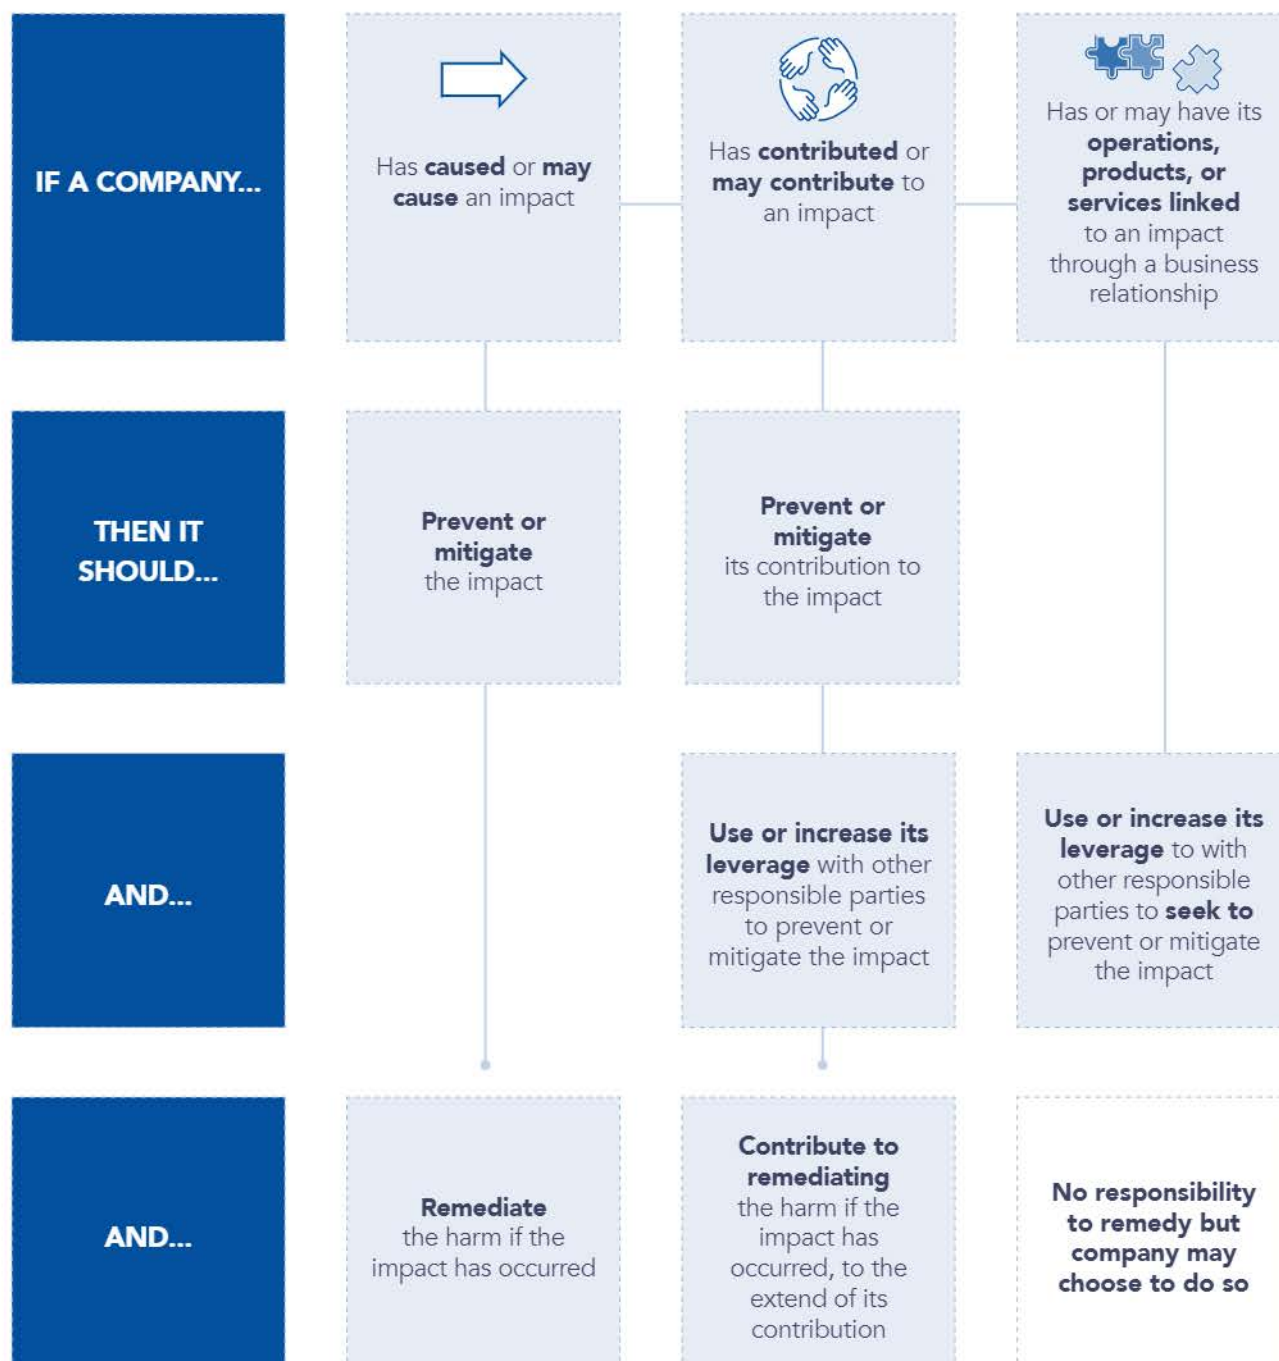 IF A COMPANY...
Has caused or may
cause an impact
Has contributed or
may contribute to
an impact
Has or may have its
operations,
products, or
services linked
to an impact
through a business
relationship
THEN IT
SHOULD...
Prevent or
mitigate
the impact
Prevent or
mitigate
its contribution to
the impact
AND...
Use or increase its
leverage with other
responsible parties
to prevent or
mitigate the impact
Use or increase its
leverage to with
other responsible
parties to seek to
prevent or mitigate
the impact
AND...
Remediate
the harm if the
impact has occurred
Contribute to
remediating
the harm if the
impact has
occurred, to the
extend of its
contribution
No responsibility
to remedy but
company may
choose to do so